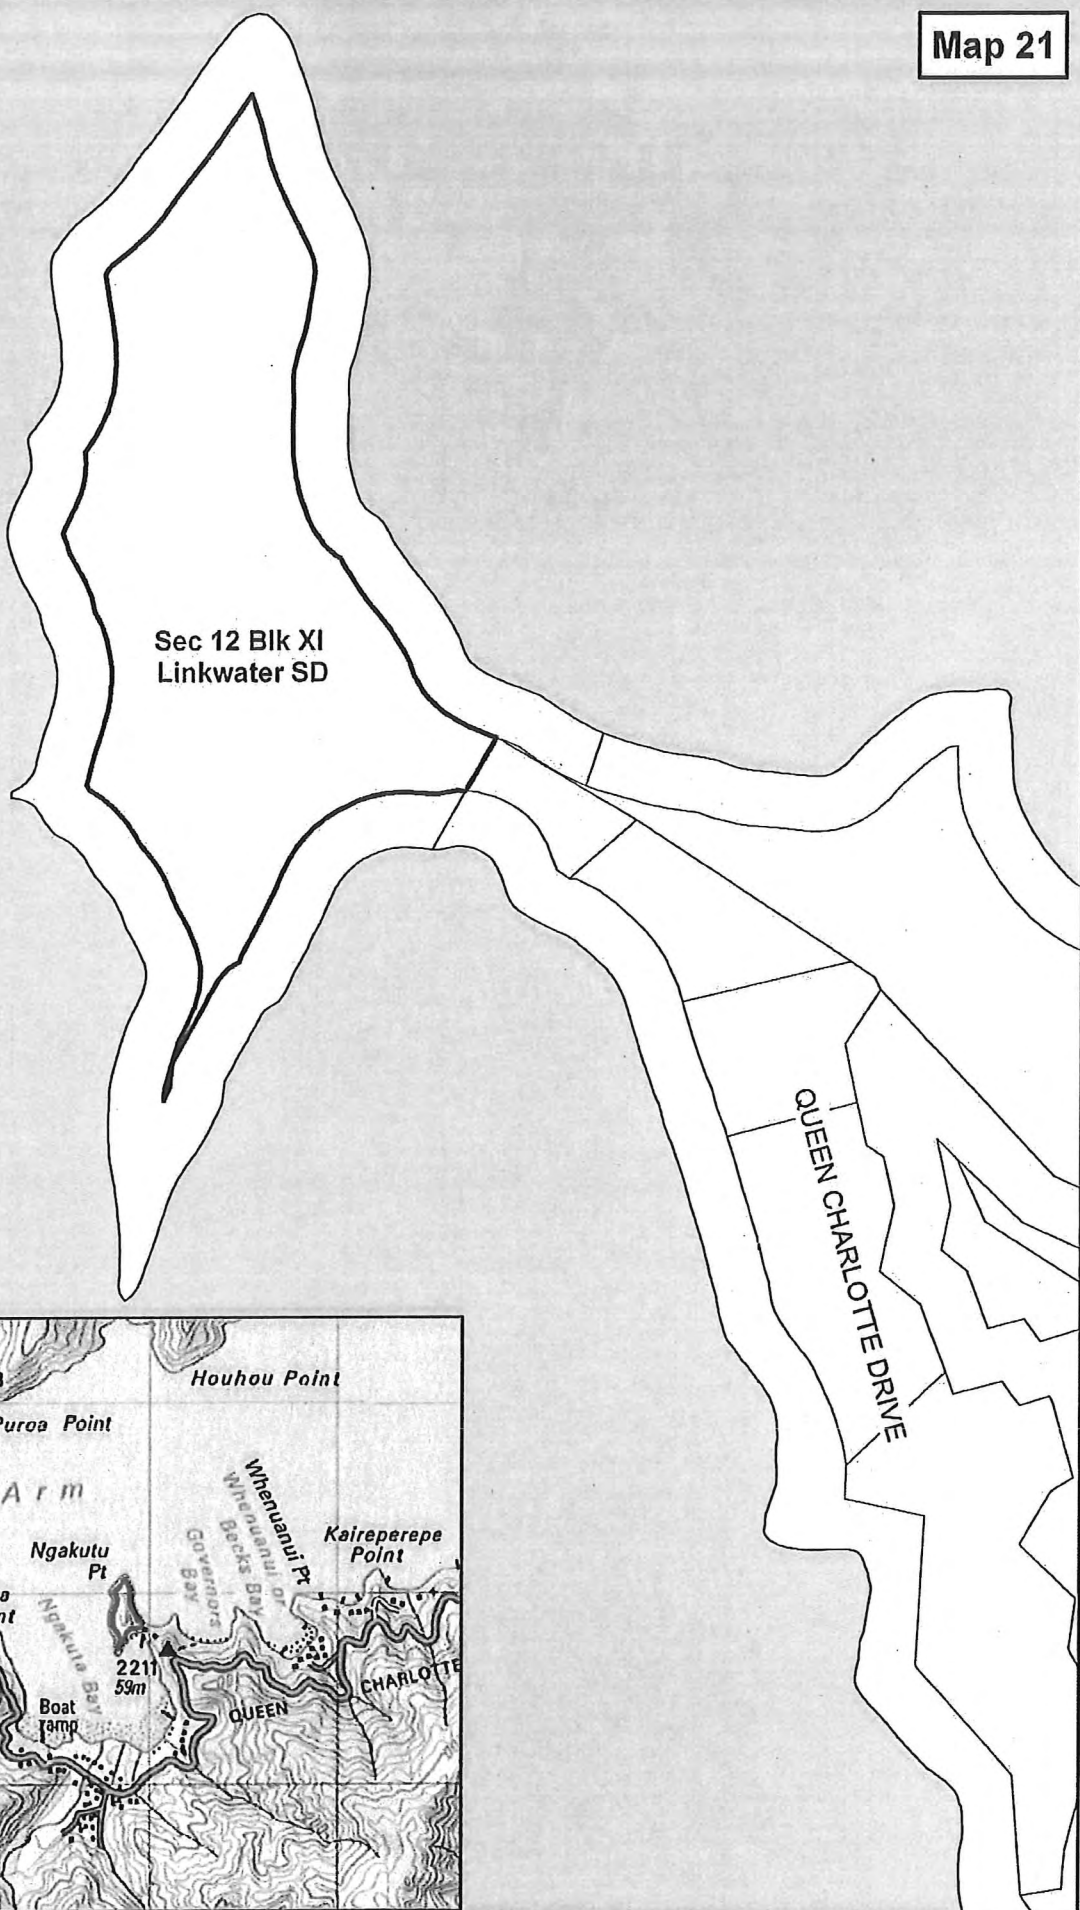 Map 21
Sec 12 Blk XI
Linkwater SD
QUEEN CHARLOTTE DRIVE
Houhou Point
Puroa Point
Arm
Ngakutu
Pt
Whenuanui Pt
Whenuanui or
Becks Bay
Governors
Bay
Kaireperepe
Point
Ngakuta Bay
2211
59m
Boat
ramp
QUEEN
CHARLOTTE